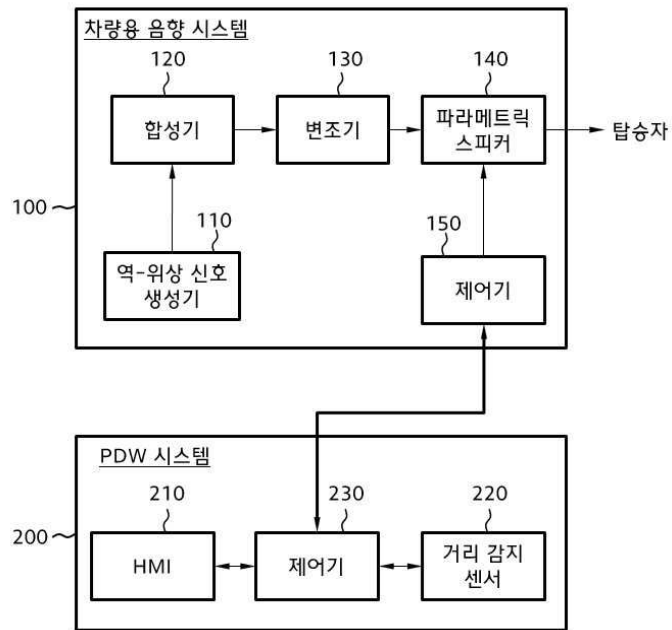 차량용 음향 시스템
120
130
140
합성기
변조기
파라메트릭
스피커
탑승자
100
110
150
역-위상 신호
생성기
제어기
PDW 시스템
210
230
220
200
HMI
제어기
거리 감지
센서